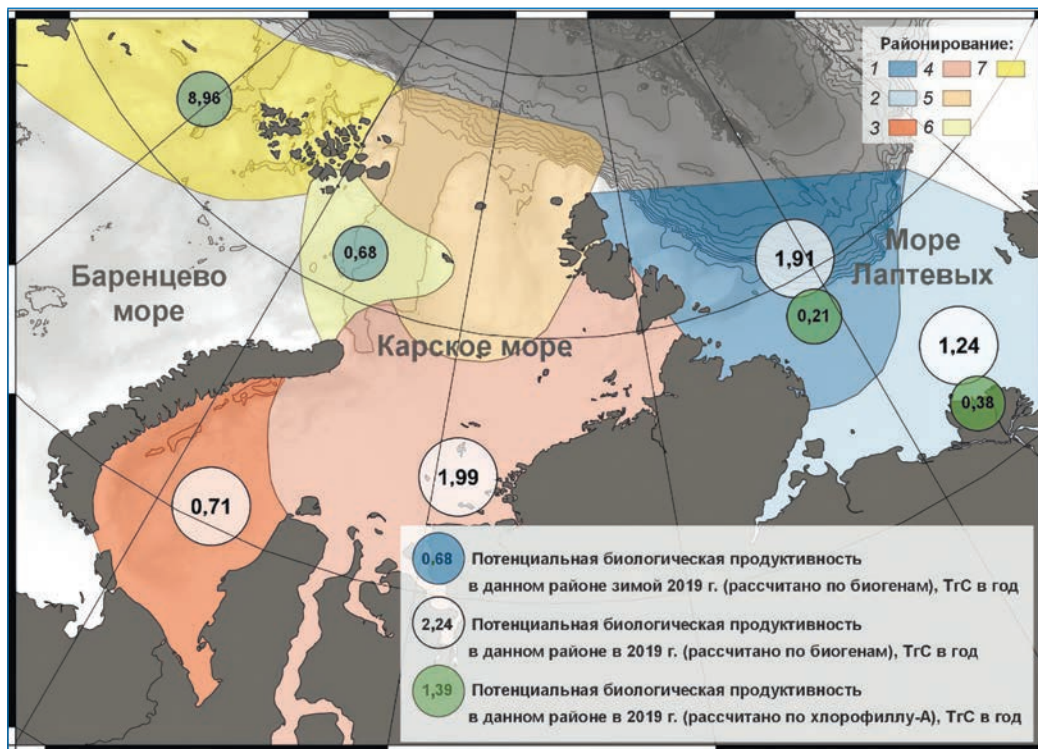 Районирование:
1 4 7
2 5
3 6
8,96
0,68
1,91
0,21
Море
Лаптевых
Баренцево
море
Карское море
1,24
0,38
1,99
0,71
0,68 Потенциальная биологическая продуктивность
в данном районе зимой 2019 г. (рассчитано по биогенам), ТгС в год
2,24 Потенциальная биологическая продуктивность
в данном районе в 2019 г. (рассчитано по биогенам), ТгС в год
1,39 Потенциальная биологическая продуктивность
в данном районе в 2019 г. (рассчитано по хлорофиллу-А), ТгС в год